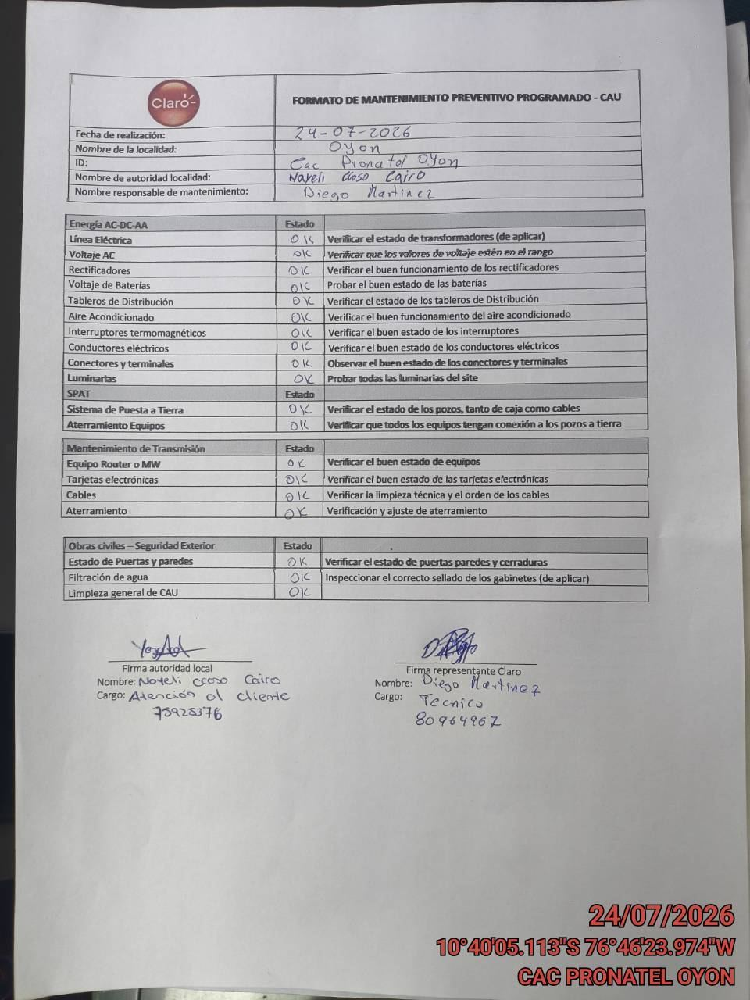 Claro
FORMATO DE MANTENIMIENTO PREVENTIVO PROGRAMADO - CAU
Fecha de realización: 24-07-2026
Nombre de la localidad: Oyon
ID: Cac Pronatel Oyon
Nombre de autoridad localidad: Nayeli Ccoso Cairo
Nombre responsable de mantenimiento: Diego Martinez
Energía AC-DC-AA Estado
Línea Eléctrica OK Verificar el estado de transformadores (de aplicar)
Voltaje AC OK Verificar que los valores de voltaje estén en el rango
Rectificadores OK Verificar el buen funcionamiento de los rectificadores
Voltaje de Baterías OK Probar el buen estado de las baterías
Tableros de Distribución OK Verificar el estado de los tableros de Distribución
Aire Acondicionado OK Verificar el buen funcionamiento del aire acondicionado
Interruptores termomagnéticos OK Verificar el buen estado de los interruptores
Conductores eléctricos OK Verificar el buen estado de los conductores eléctricos
Conectores y terminales OK Observar el buen estado de los conectores y terminales
Luminarias OK Probar todas las luminarias del site
SPAT Estado
Sistema de Puesta a Tierra OK Verificar el estado de los pozos, tanto de caja como cables
Aterramiento Equipos OK Verificar que todos los equipos tengan conexión a los pozos a tierra
Mantenimiento de Transmisión Estado
Equipo Router o MW OK Verificar el buen estado de equipos
Tarjetas electrónicas OK Verificar el buen estado de las tarjetas electrónicas
Cables OK Verificar la limpieza técnica y el orden de los cables
Aterramiento OK Verificación y ajuste de aterramiento
Obras civiles – Seguridad Exterior Estado
Estado de Puertas y paredes OK Verificar el estado de puertas paredes y cerraduras
Filtración de agua OK Inspeccionar el correcto sellado de los gabinetes (de aplicar)
Limpieza general de CAU OK
Firma autoridad local
Nombre: Nayeli Ccoso Cairo
Cargo: Atención al cliente
75925376
Firma representante Claro
Nombre: Diego Martinez
Cargo: Tecnico
80964967
24/07/2026
10°40'05.113"S 76°46'23.974"W
CAC PRONATEL OYON